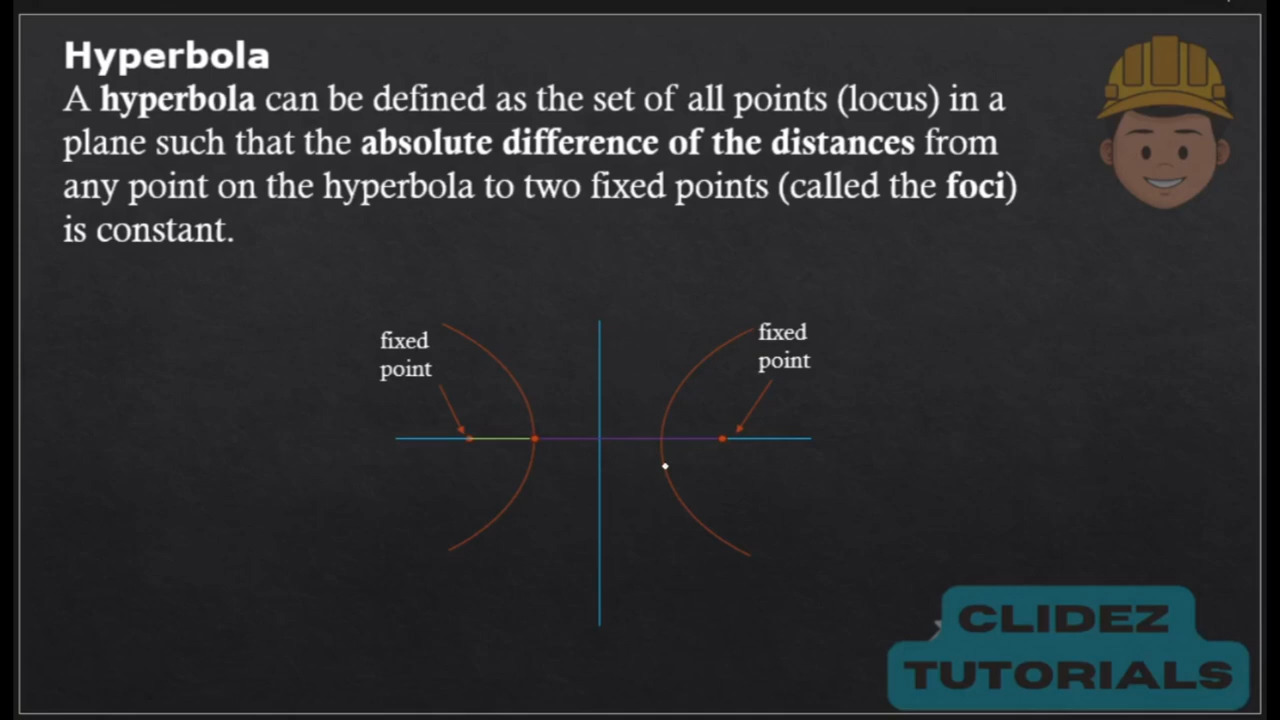 Hyperbola
A hyperbola can be defined as the set of all points (locus) in a
plane such that the absolute difference of the distances from
any point on the hyperbola to two fixed points (called the foci)
is constant.
fixed
point
fixed
point
CLIDEZ
TUTORIALS